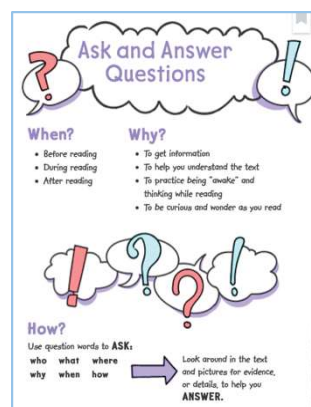 Ask and Answer
Questions
When?
• Before reading
• During reading
• After reading
Why?
• To get information
• To help you understand the text
• To practice being "awake" and
thinking while reading
• To be curious and wonder as you read
How?
Use question words to ASK:
who what where
why when how
Look around in the text
and pictures for evidence,
or details, to help you
ANSWER.